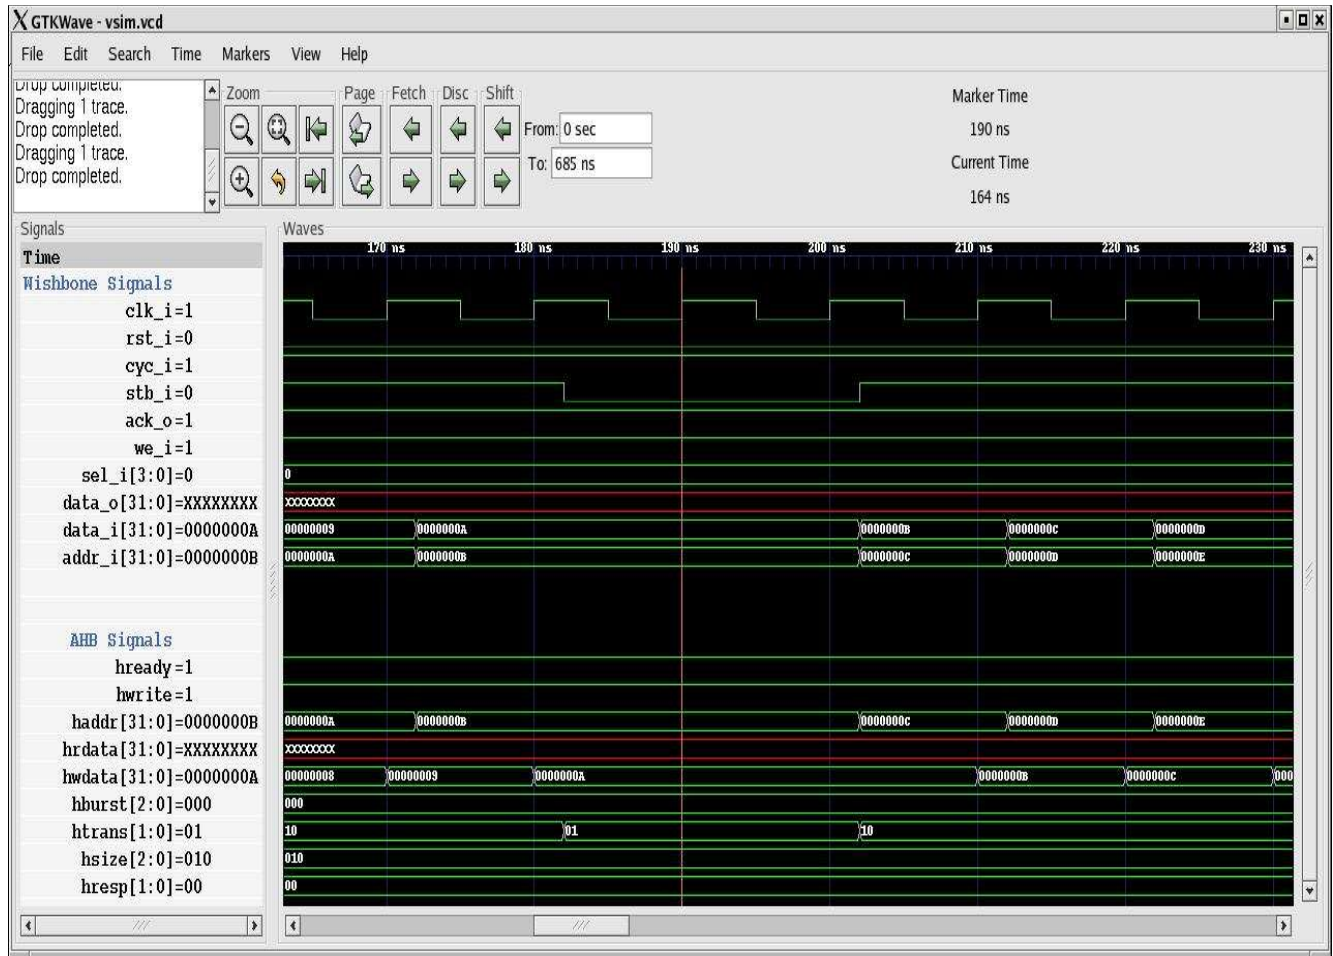 GTKWave - vsim.vcd
File Edit Search Time Markers View Help
Drop completed.
Dragging 1 trace.
Drop completed.
Dragging 1 trace.
Drop completed.
Zoom Page Fetch Disc Shift
From: 0 sec
To: 685 ns
Marker Time
190 ns
Current Time
164 ns
Signals
Waves
Time
170 ns 180 ns 190 ns 200 ns 210 ns 220 ns 230 ns
Wishbone Signals
clk_i=1
rst_i=0
cyc_i=1
stb_i=0
ack_o=1
we_i=1
sel_i[3:0]=0 0
data_o[31:0]=XXXXXXXX XXXXXXXX
data_i[31:0]=0000000A 00000009 0000000A 0000000B 0000000C 0000000D
addr_i[31:0]=0000000B 0000000A 0000000B 0000000C 0000000D 0000000E
AHB Signals
hready=1
hwrite=1
haddr[31:0]=0000000B 0000000A 0000000B 0000000C 0000000D 0000000E
hrdata[31:0]=XXXXXXXX XXXXXXXX
hwdata[31:0]=0000000A 00000008 00000009 0000000A 0000000B 0000000C 000
hburst[2:0]=000 000
htrans[1:0]=01 10 01 10
hsize[2:0]=010 010
hresp[1:0]=00 00